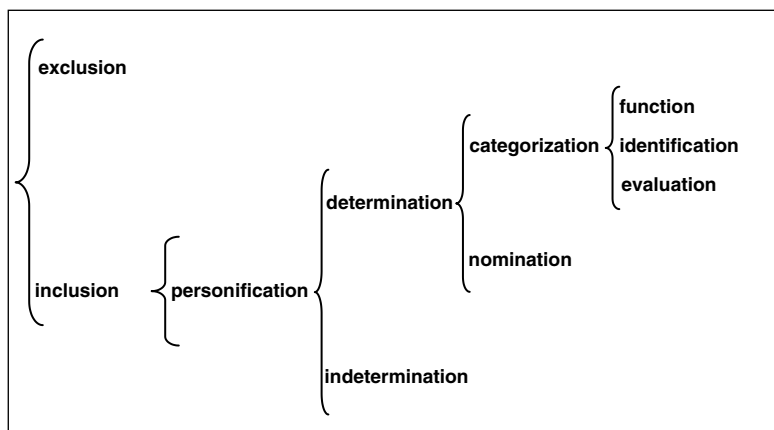 exclusion
function
categorization
identification
evaluation
determination
nomination
inclusion
personification
indetermination